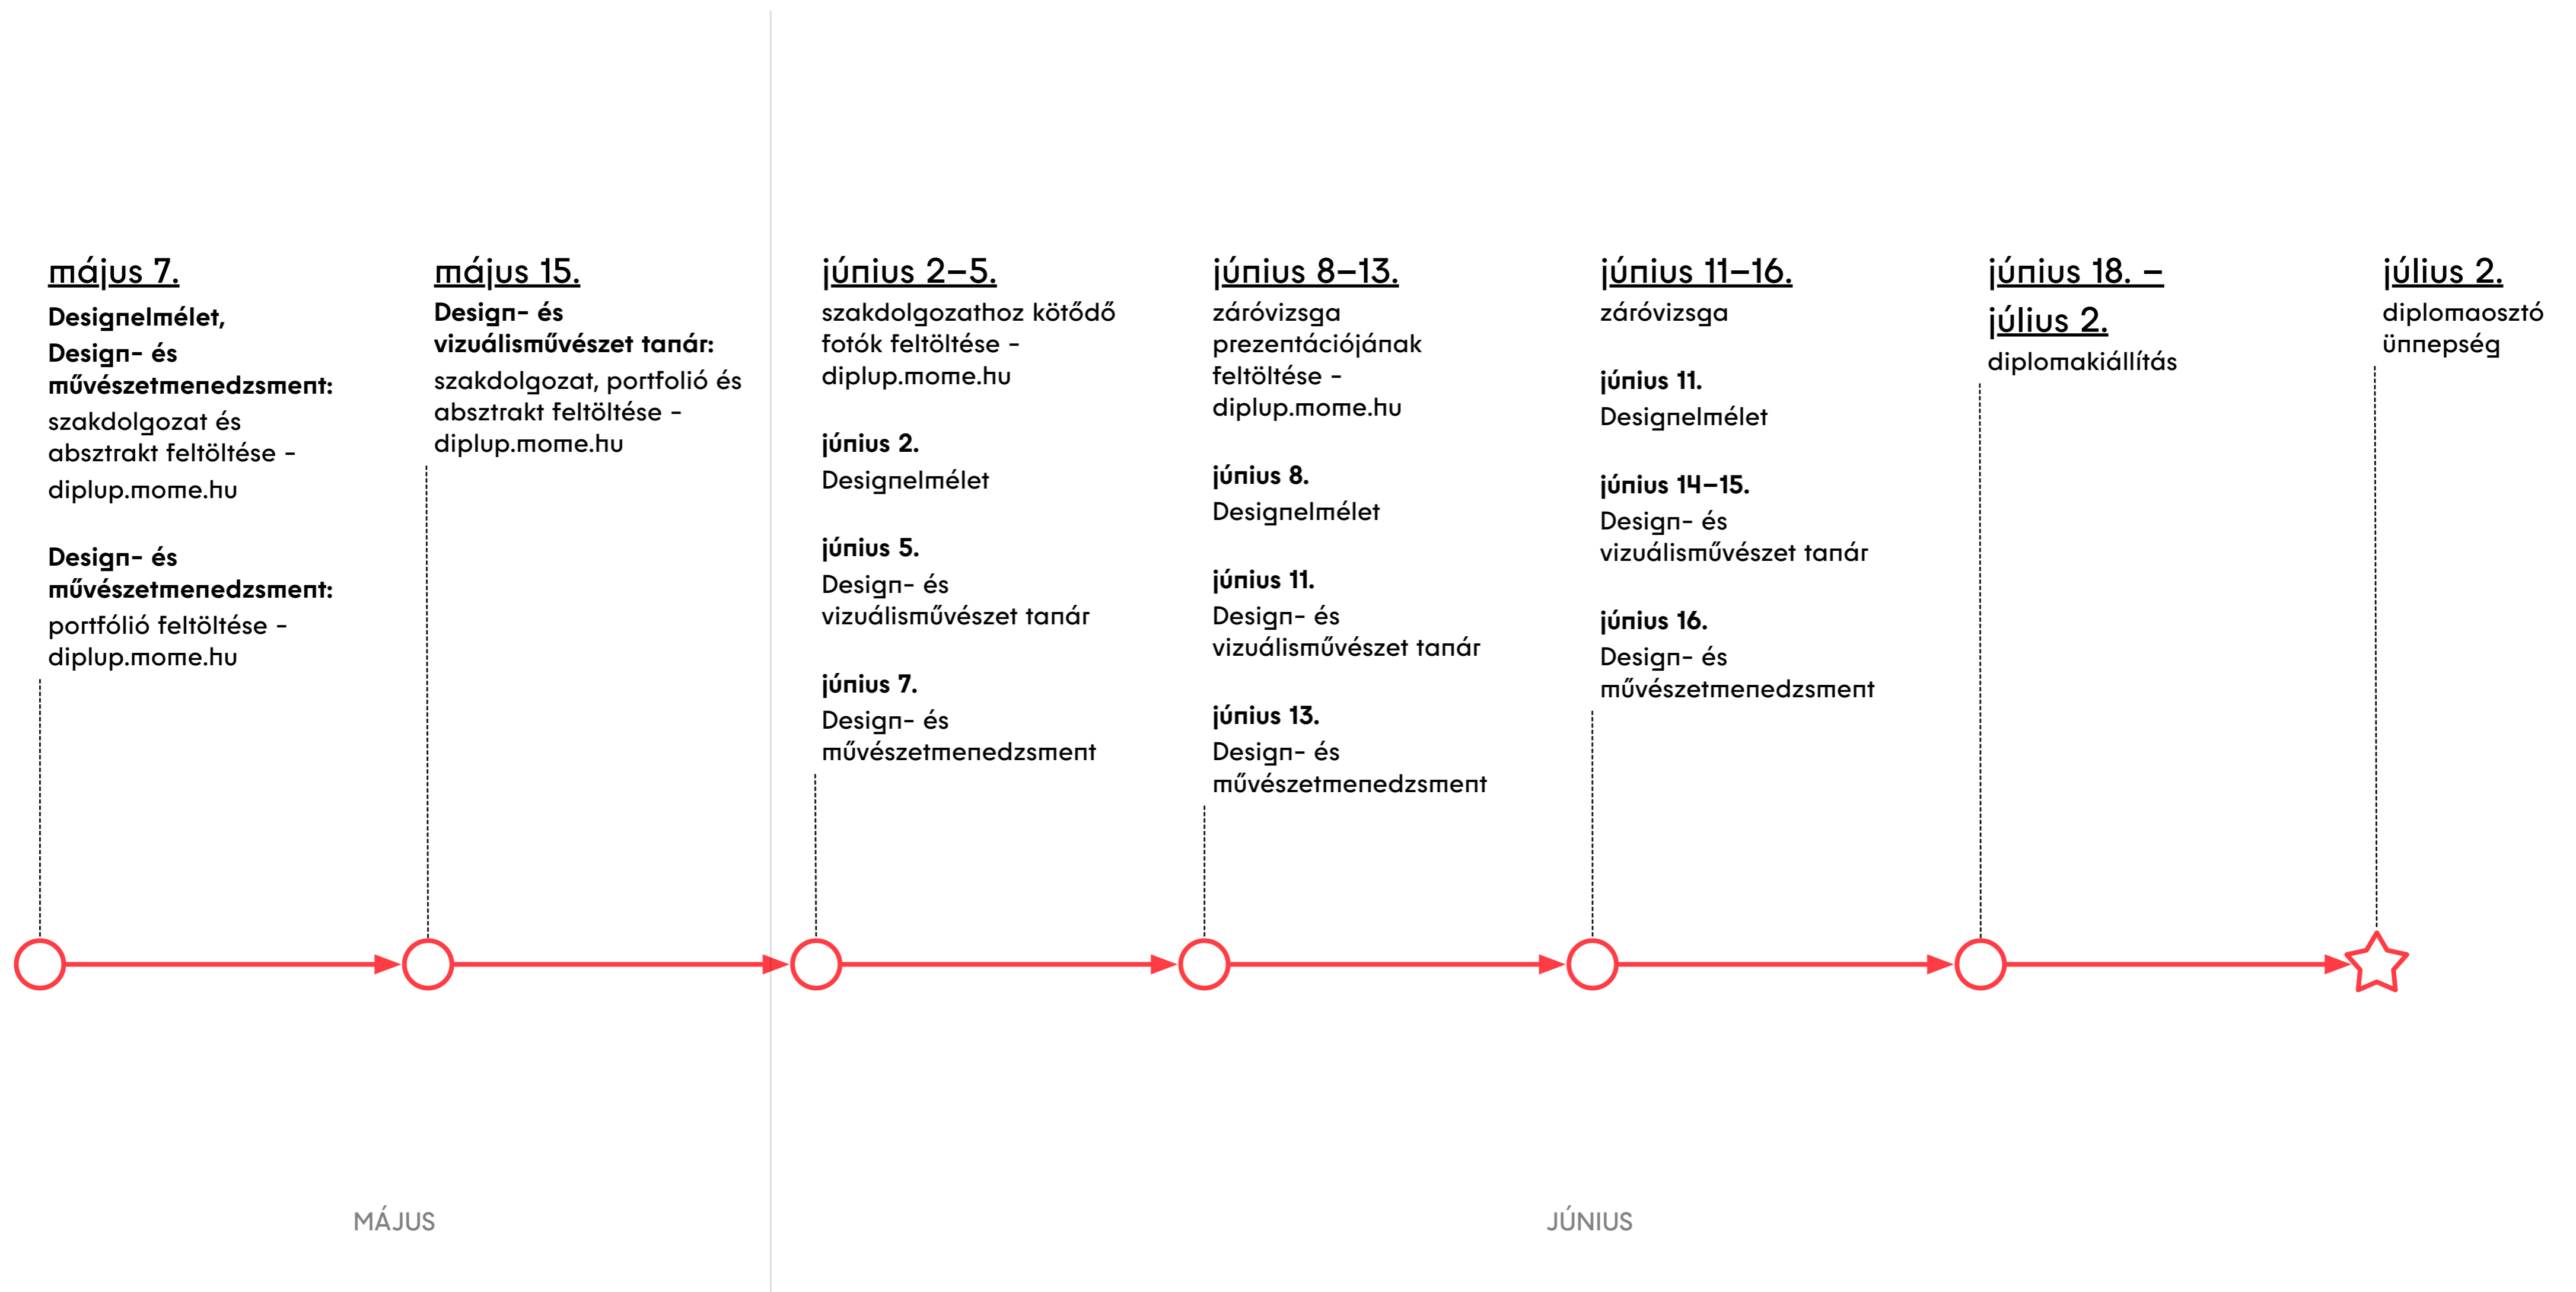 május 7.
Designelmélet,
Design- és
művészetmenedzsment:
szakdolgozat és
absztrakt feltöltése -
diplup.mome.hu
Design- és
művészetmenedzsment:
portfólió feltöltése -
diplup.mome.hu
május 15.
Design- és
vizuálisművészet tanár:
szakdolgozat, portfolió és
absztrakt feltöltése -
diplup.mome.hu
június 2–5.
szakdolgozathoz kötődő
fotók feltöltése -
diplup.mome.hu
június 2.
Designelmélet
június 5.
Design- és
vizuálisművészet tanár
június 7.
Design- és
művészetmenedzsment
június 8–13.
záróvizsga
prezentációjának
feltöltése -
diplup.mome.hu
június 8.
Designelmélet
június 11.
Design- és
vizuálisművészet tanár
június 13.
Design- és
művészetmenedzsment
június 11–16.
záróvizsga
június 11.
Designelmélet
június 14–15.
Design- és
vizuálisművészet tanár
június 16.
Design- és
művészetmenedzsment
június 18. –
július 2.
diplomakiállítás
július 2.
diplomaosztó
ünnepség
MÁJUS
JÚNIUS